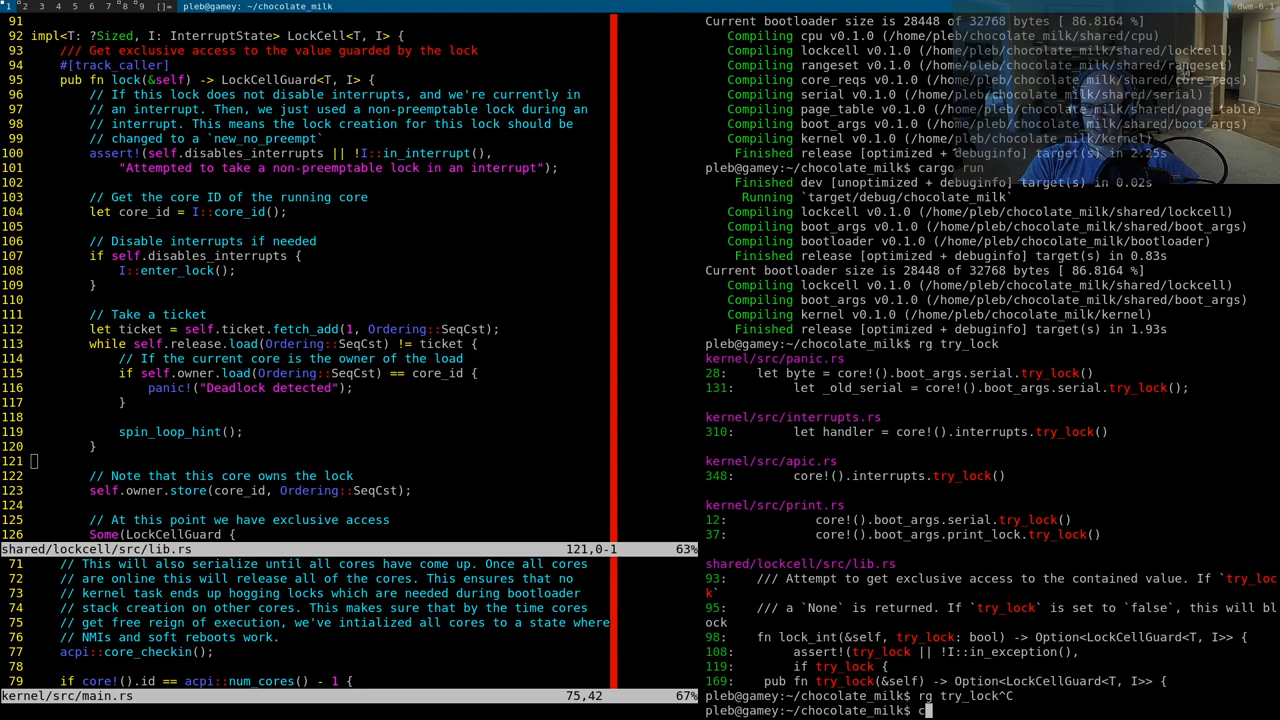 1 2 3 4 5 6 7 8 9 []= pleb@gamey: ~/chocolate_milk dwm-6.1
91
92 impl<T: ?Sized, I: InterruptState> LockCell<T, I> {
93     /// Get exclusive access to the value guarded by the lock
94     #[track_caller]
95     pub fn lock(&self) -> LockCellGuard<T, I> {
96         // If this lock does not disable interrupts, and we're currently in
97         // an interrupt. Then, we just used a non-preemptable lock during an
98         // interrupt. This means the lock creation for this lock should be
99         // changed to a `new_no_preempt`
100         assert!(self.disables_interrupts || !I::in_interrupt(),
101             "Attempted to take a non-preemptable lock in an interrupt");
102
103         // Get the core ID of the running core
104         let core_id = I::core_id();
105
106         // Disable interrupts if needed
107         if self.disables_interrupts {
108             I::enter_lock();
109         }
110
111         // Take a ticket
112         let ticket = self.ticket.fetch_add(1, Ordering::SeqCst);
113         while self.release.load(Ordering::SeqCst) != ticket {
114             // If the current core is the owner of the load
115             if self.owner.load(Ordering::SeqCst) == core_id {
116                 panic!("Deadlock detected");
117             }
118
119             spin_loop_hint();
120         }
121
122         // Note that this core owns the lock
123         self.owner.store(core_id, Ordering::SeqCst);
124
125         // At this point we have exclusive access
126         Some(LockCellGuard {
shared/lockcell/src/lib.rs 121,0-1 63%
71     // This will also serialize until all cores have come up. Once all cores
72     // are online this will release all of the cores. This ensures that no
73     // kernel task ends up hogging locks which are needed during bootloader
74     // stack creation on other cores. This makes sure that by the time cores
75     // get free reign of execution, we've intialized all cores to a state where
76     // NMIs and soft reboots work.
77     acpi::core_checkin();
78
79     if core!().id == acpi::num_cores() - 1 {
kernel/src/main.rs 75,42 67%
Current bootloader size is 28448 of 32768 bytes [ 86.8164 %]
Compiling cpu v0.1.0 (/home/pleb/chocolate_milk/shared/cpu)
Compiling lockcell v0.1.0 (/home/pleb/chocolate_milk/shared/lockcell)
Compiling rangeset v0.1.0 (/home/pleb/chocolate_milk/shared/rangeset)
Compiling core_reqs v0.1.0 (/home/pleb/chocolate_milk/shared/core_reqs)
Compiling serial v0.1.0 (/home/pleb/chocolate_milk/shared/serial)
Compiling page_table v0.1.0 (/home/pleb/chocolate_milk/shared/page_table)
Compiling boot_args v0.1.0 (/home/pleb/chocolate_milk/shared/boot_args)
Compiling kernel v0.1.0 (/home/pleb/chocolate_milk/kernel)
Finished release [optimized + debuginfo] target(s) in 2.25s
pleb@gamey:~/chocolate_milk$ cargo run
Finished dev [unoptimized + debuginfo] target(s) in 0.02s
Running `target/debug/chocolate_milk`
Compiling lockcell v0.1.0 (/home/pleb/chocolate_milk/shared/lockcell)
Compiling boot_args v0.1.0 (/home/pleb/chocolate_milk/shared/boot_args)
Compiling bootloader v0.1.0 (/home/pleb/chocolate_milk/bootloader)
Finished release [optimized + debuginfo] target(s) in 0.83s
Current bootloader size is 28448 of 32768 bytes [ 86.8164 %]
Compiling lockcell v0.1.0 (/home/pleb/chocolate_milk/shared/lockcell)
Compiling boot_args v0.1.0 (/home/pleb/chocolate_milk/shared/boot_args)
Compiling kernel v0.1.0 (/home/pleb/chocolate_milk/kernel)
Finished release [optimized + debuginfo] target(s) in 1.93s
pleb@gamey:~/chocolate_milk$ rg try_lock
kernel/src/panic.rs
28:    let byte = core!().boot_args.serial.try_lock()
131:        let _old_serial = core!().boot_args.serial.try_lock();
kernel/src/interrupts.rs
310:        let handler = core!().interrupts.try_lock()
kernel/src/apic.rs
348:        core!().interrupts.try_lock()
kernel/src/print.rs
12:            core!().boot_args.serial.try_lock()
37:            core!().boot_args.print_lock.try_lock()
shared/lockcell/src/lib.rs
93:    /// Attempt to get exclusive access to the contained value. If `try_loc
k`
95:    /// a `None` is returned. If `try_lock` is set to `false`, this will bl
ock
98:    fn lock_int(&self, try_lock: bool) -> Option<LockCellGuard<T, I>> {
108:        assert!(try_lock || !I::in_exception(),
119:            if try_lock {
169:    pub fn try_lock(&self) -> Option<LockCellGuard<T, I>> {
pleb@gamey:~/chocolate_milk$ rg try_lock^C
pleb@gamey:~/chocolate_milk$ c